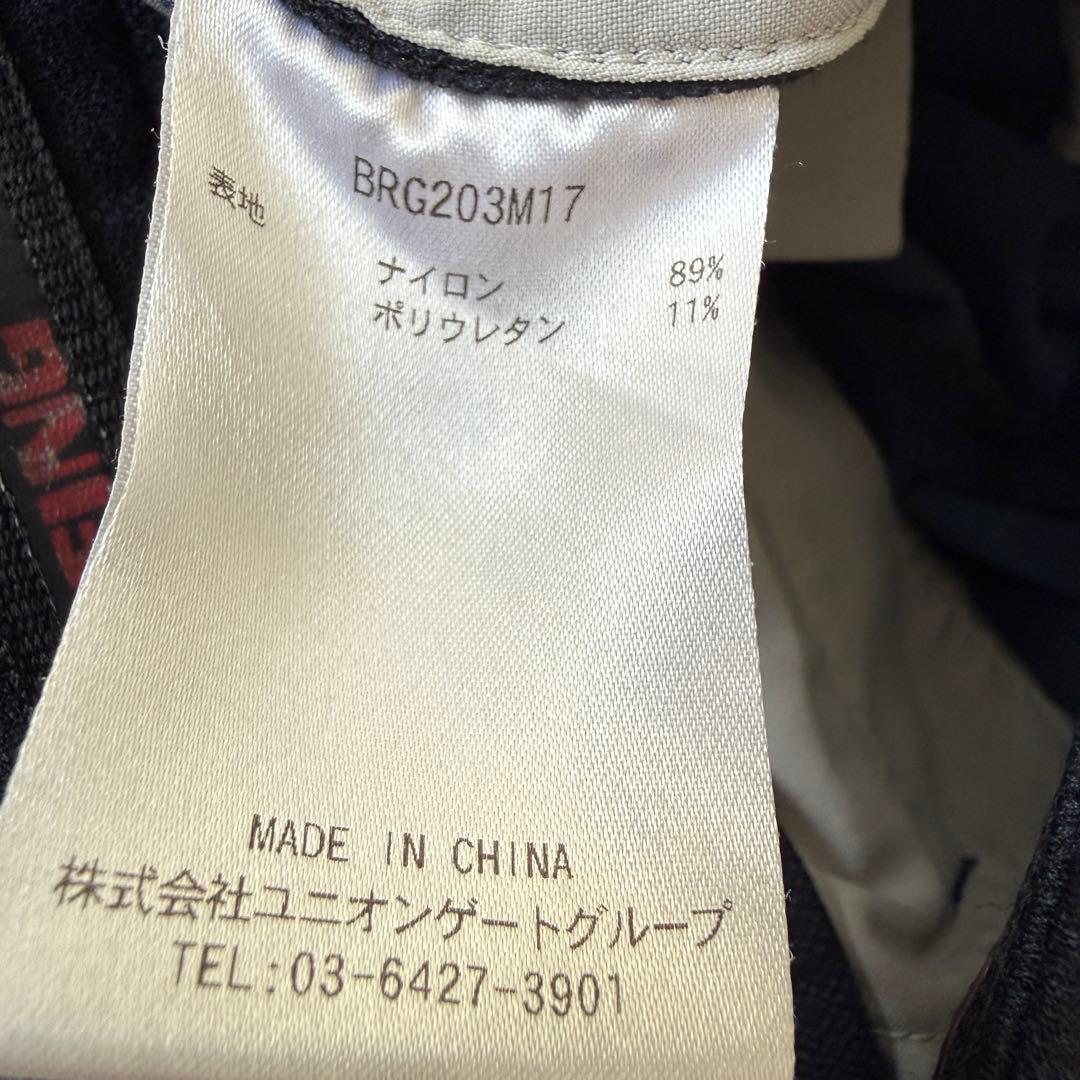 BRG203M17
表地
ナイロン 89%
ポリウレタン 11%
MADE IN CHINA
株式会社ユニオンゲートグループ
TEL:03-6427-3901